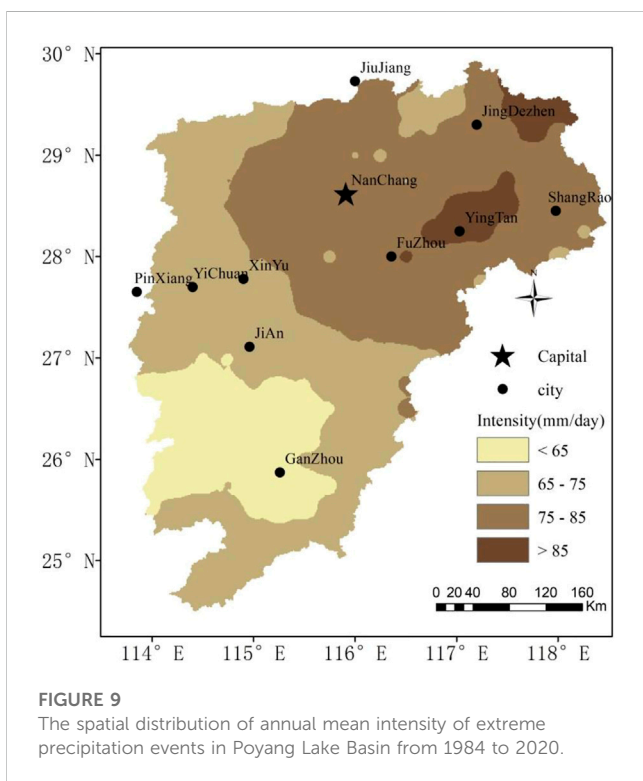 30° N
29° N
28° N
27° N
26° N
25° N
JiuJiang
JingDezhen
NanChang
ShangRao
YingTan
FuZhou
XinYu
YiChuan
PinXiang
N
JiAn
Capital
city
Intensity(mm/day)
< 65
65 - 75
75 - 85
> 85
GanZhou
0 20 40 80 120 160
Km
114° E 115° E 116° E 117° E 118° E
FIGURE 9
The spatial distribution of annual mean intensity of extreme
precipitation events in Poyang Lake Basin from 1984 to 2020.